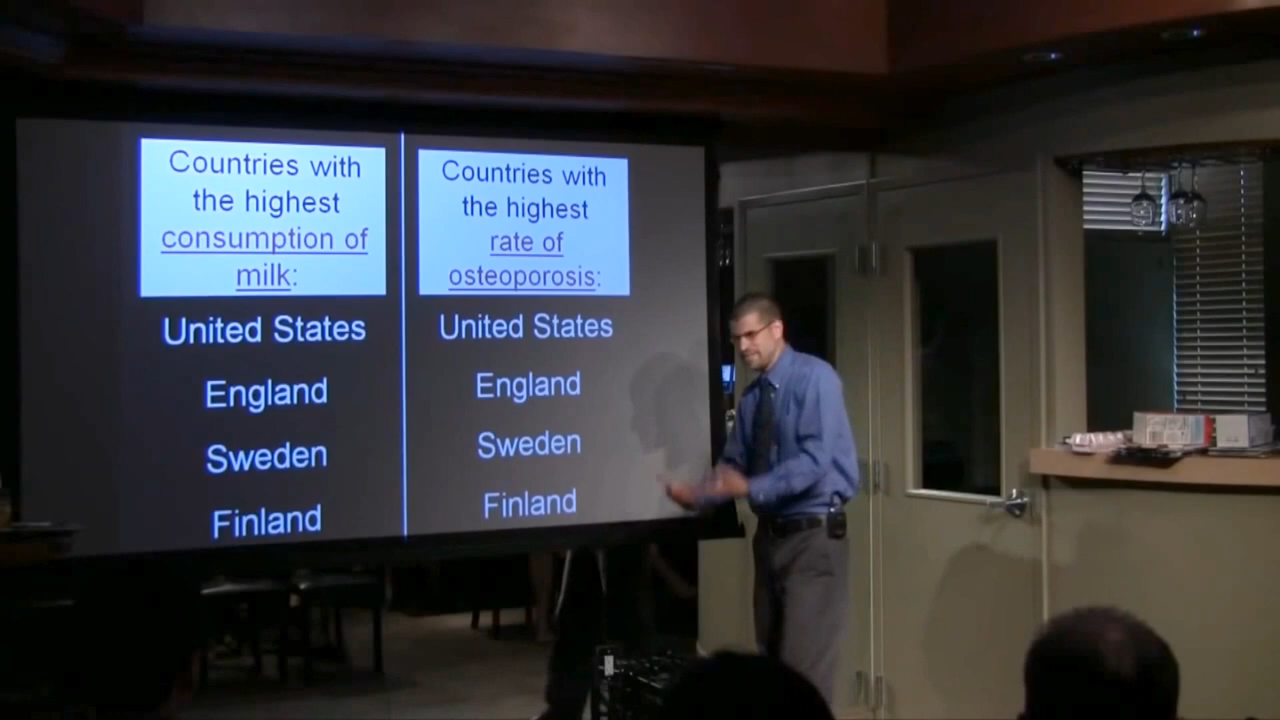 Countries with
the highest
consumption of
milk:
United States
England
Sweden
Finland
Countries with
the highest
rate of
osteoporosis:
United States
England
Sweden
Finland